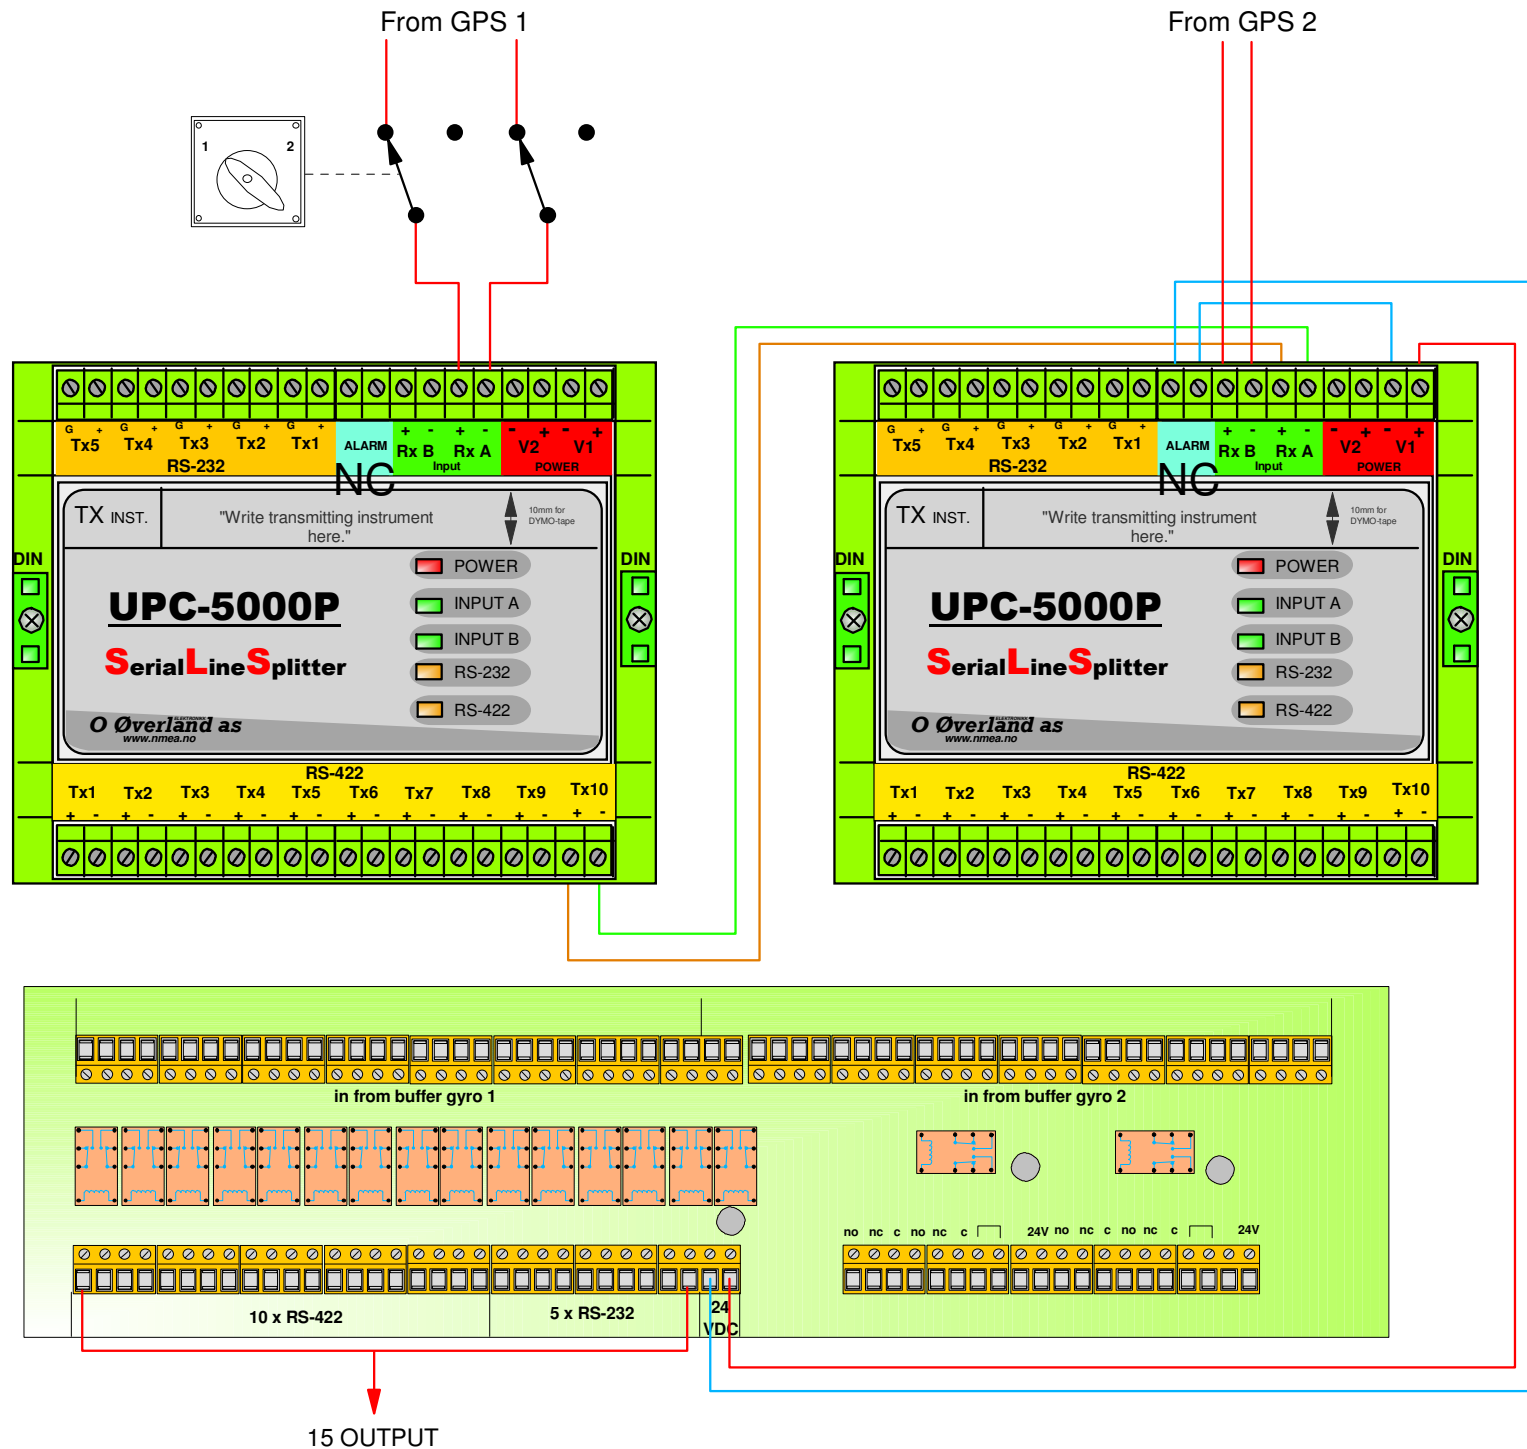 From GPS 1
From GPS 2
1 2
G + G + G + G + G + + - + - - + - +
Tx5 Tx4 Tx3 Tx2 Tx1 ALARM Rx B Rx A V2 V1
RS-232 Input POWER
NC
TX INST.
"Write transmitting instrument
here."
10mm for
DYMO-tape
DIN DIN
POWER
UPC-5000P
INPUT A
INPUT B
SerialLineSplitter
RS-232
RS-422
O Øverland as
ELEKTRONIKK
www.nmea.no
RS-422
Tx1 Tx2 Tx3 Tx4 Tx5 Tx6 Tx7 Tx8 Tx9 Tx10
+ - + - + - + - + - + - + - + - + - + -
G + G + G + G + G + + - + - - + - +
Tx5 Tx4 Tx3 Tx2 Tx1 ALARM Rx B Rx A V2 V1
RS-232 Input POWER
NC
TX INST.
"Write transmitting instrument
here."
10mm for
DYMO-tape
DIN DIN
POWER
UPC-5000P
INPUT A
INPUT B
SerialLineSplitter
RS-232
RS-422
O Øverland as
ELEKTRONIKK
www.nmea.no
RS-422
Tx1 Tx2 Tx3 Tx4 Tx5 Tx6 Tx7 Tx8 Tx9 Tx10
+ - + - + - + - + - + - + - + - + - + -
in from buffer gyro 1
in from buffer gyro 2
no nc c no nc c 24V no nc c no nc c 24V
10 x RS-422
5 x RS-232
24
VDC
15 OUTPUT